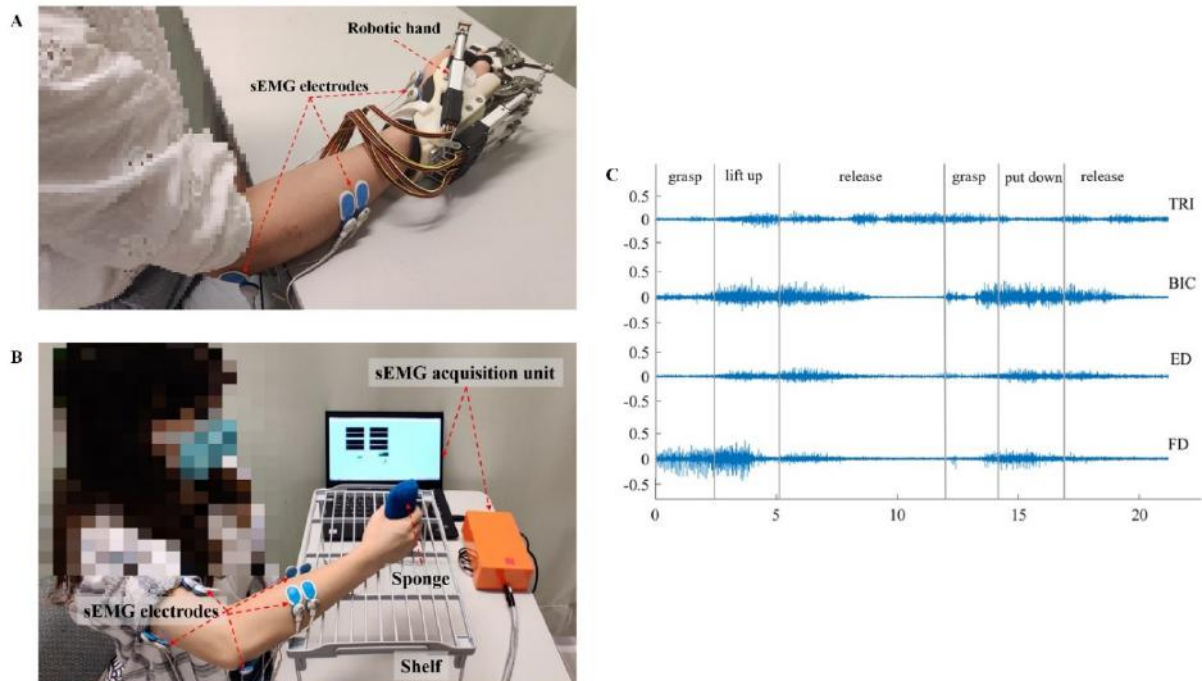 A
Robotic hand
sEMG electrodes
B
sEMG acquisition unit
Sponge
sEMG electrodes
Shelf
C
grasp lift up release grasp put down release
0.5
0
-0.5
TRI
0.5
0
-0.5
BIC
0.5
0
-0.5
ED
0.5
0
-0.5
FD
0 5 10 15 20